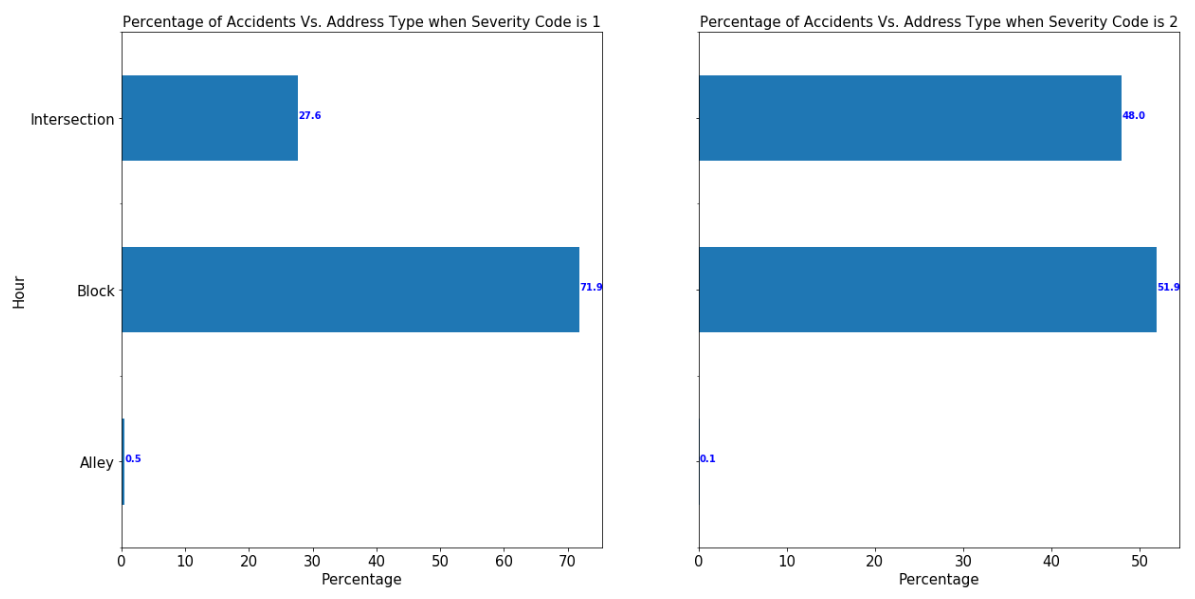 Percentage of Accidents Vs. Address Type when Severity Code is 1
Intersection
27.6
Hour
Block
71.9
Alley
0.5
0 10 20 30 40 50 60 70
Percentage
Percentage of Accidents Vs. Address Type when Severity Code is 2
48.0
51.9
0.1
0 10 20 30 40 50
Percentage